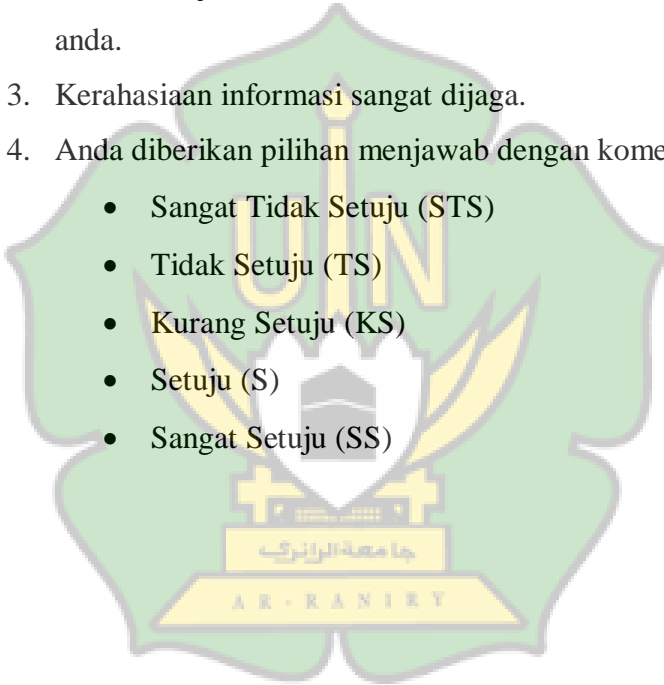 anda.
3. Kerahasiaan informasi sangat dijaga.
4. Anda diberikan pilihan menjawab dengan
• Sangat Tidak Setuju (STS)
• Tidak Setuju (TS)
• Kurang Setuju (KS)
• Setuju (S)
• Sangat Setuju (SS)
UIN
جامعة الرانري
AR-RANIRY